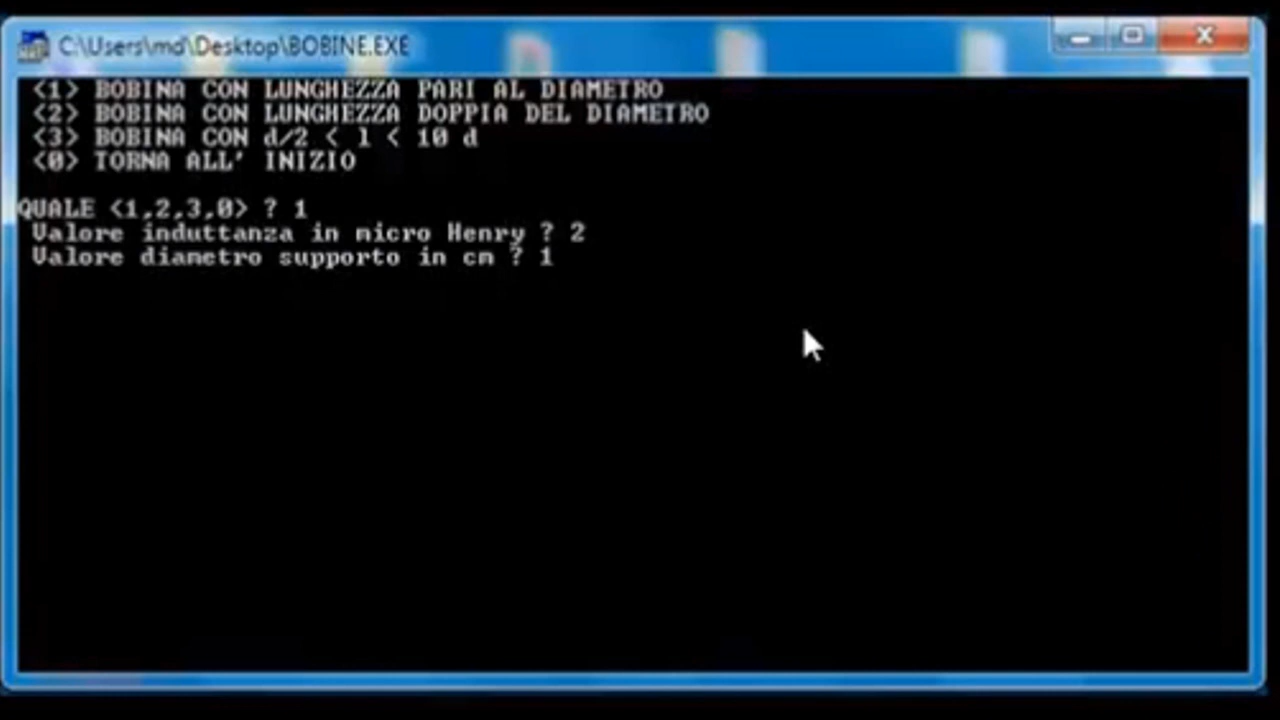 C:\Users\md\Desktop\BOBINE.EXE
<1> BOBINA CON LUNGHEZZA PARI AL DIAMETRO
<2> BOBINA CON LUNGHEZZA DOPPIA DEL DIAMETRO
<3> BOBINA CON d/2 < l < 10 d
<0> TORNA ALL' INIZIO
QUALE <1,2,3,0> ? 1
Valore induttanza in micro Henry ? 2
Valore diametro supporto in cm ? 1